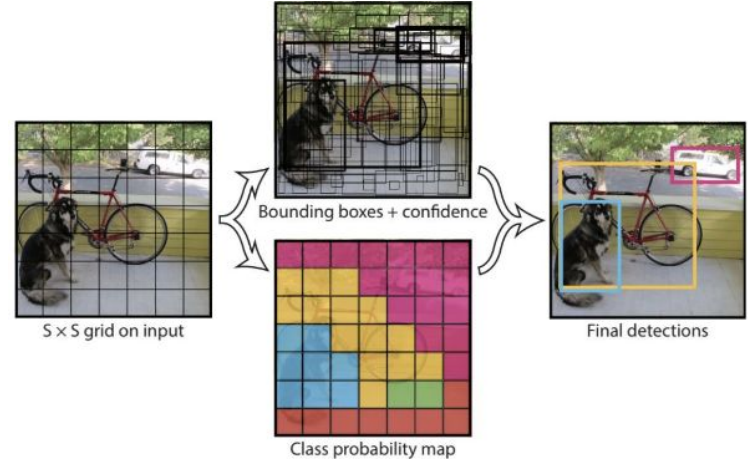 Bounding boxes + confidence
S × S grid on input
Final detections
Class probability map